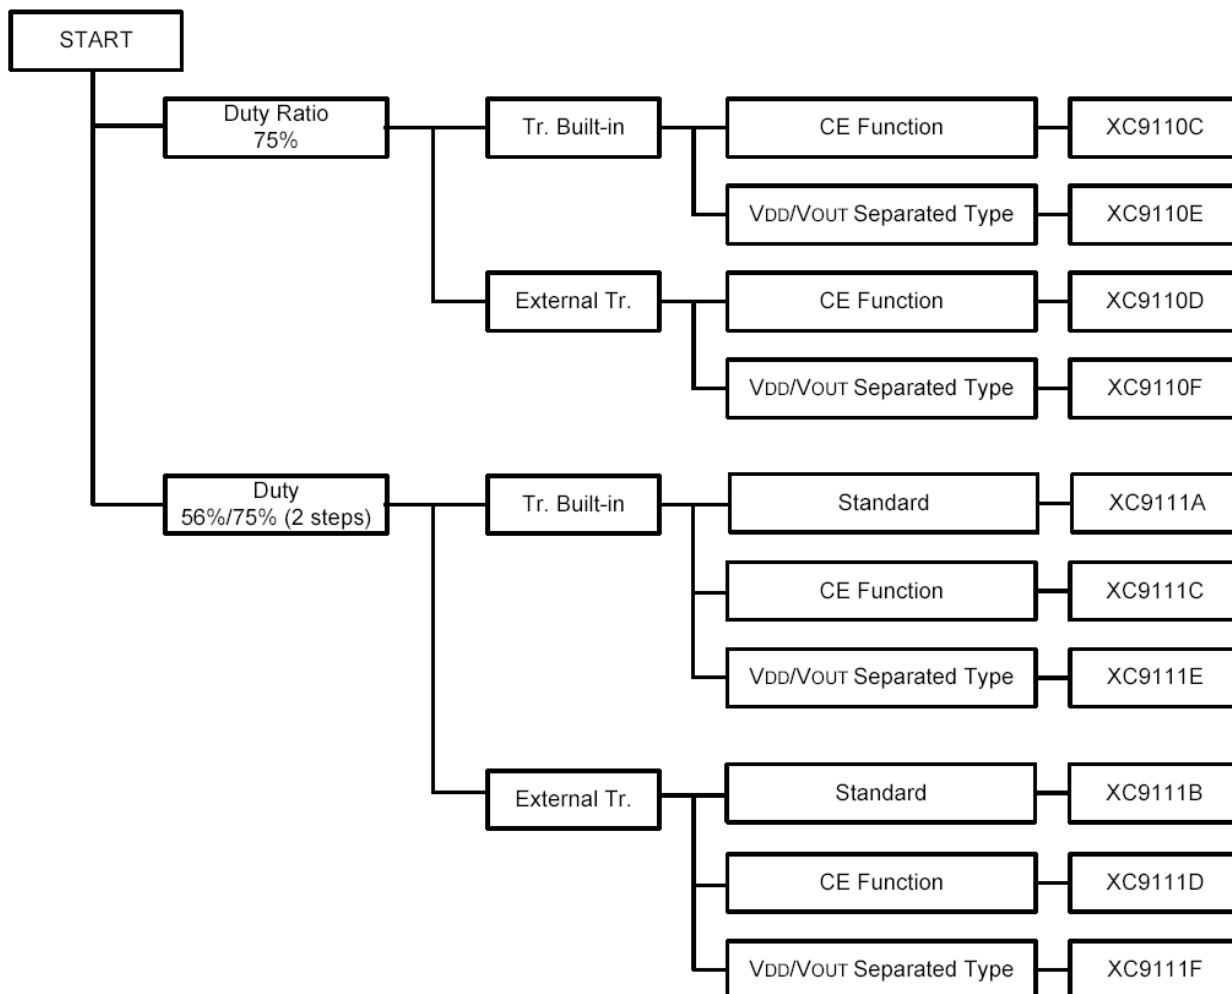 START
Duty Ratio
75%
Tr. Built-in
CE Function
XC9110C
VDD/VOUT Separated Type
XC9110E
External Tr.
CE Function
XC9110D
VDD/VOUT Separated Type
XC9110F
Duty
56%/75% (2 steps)
Tr. Built-in
Standard
XC9111A
CE Function
XC9111C
VDD/VOUT Separated Type
XC9111E
External Tr.
Standard
XC9111B
CE Function
XC9111D
VDD/VOUT Separated Type
XC9111F